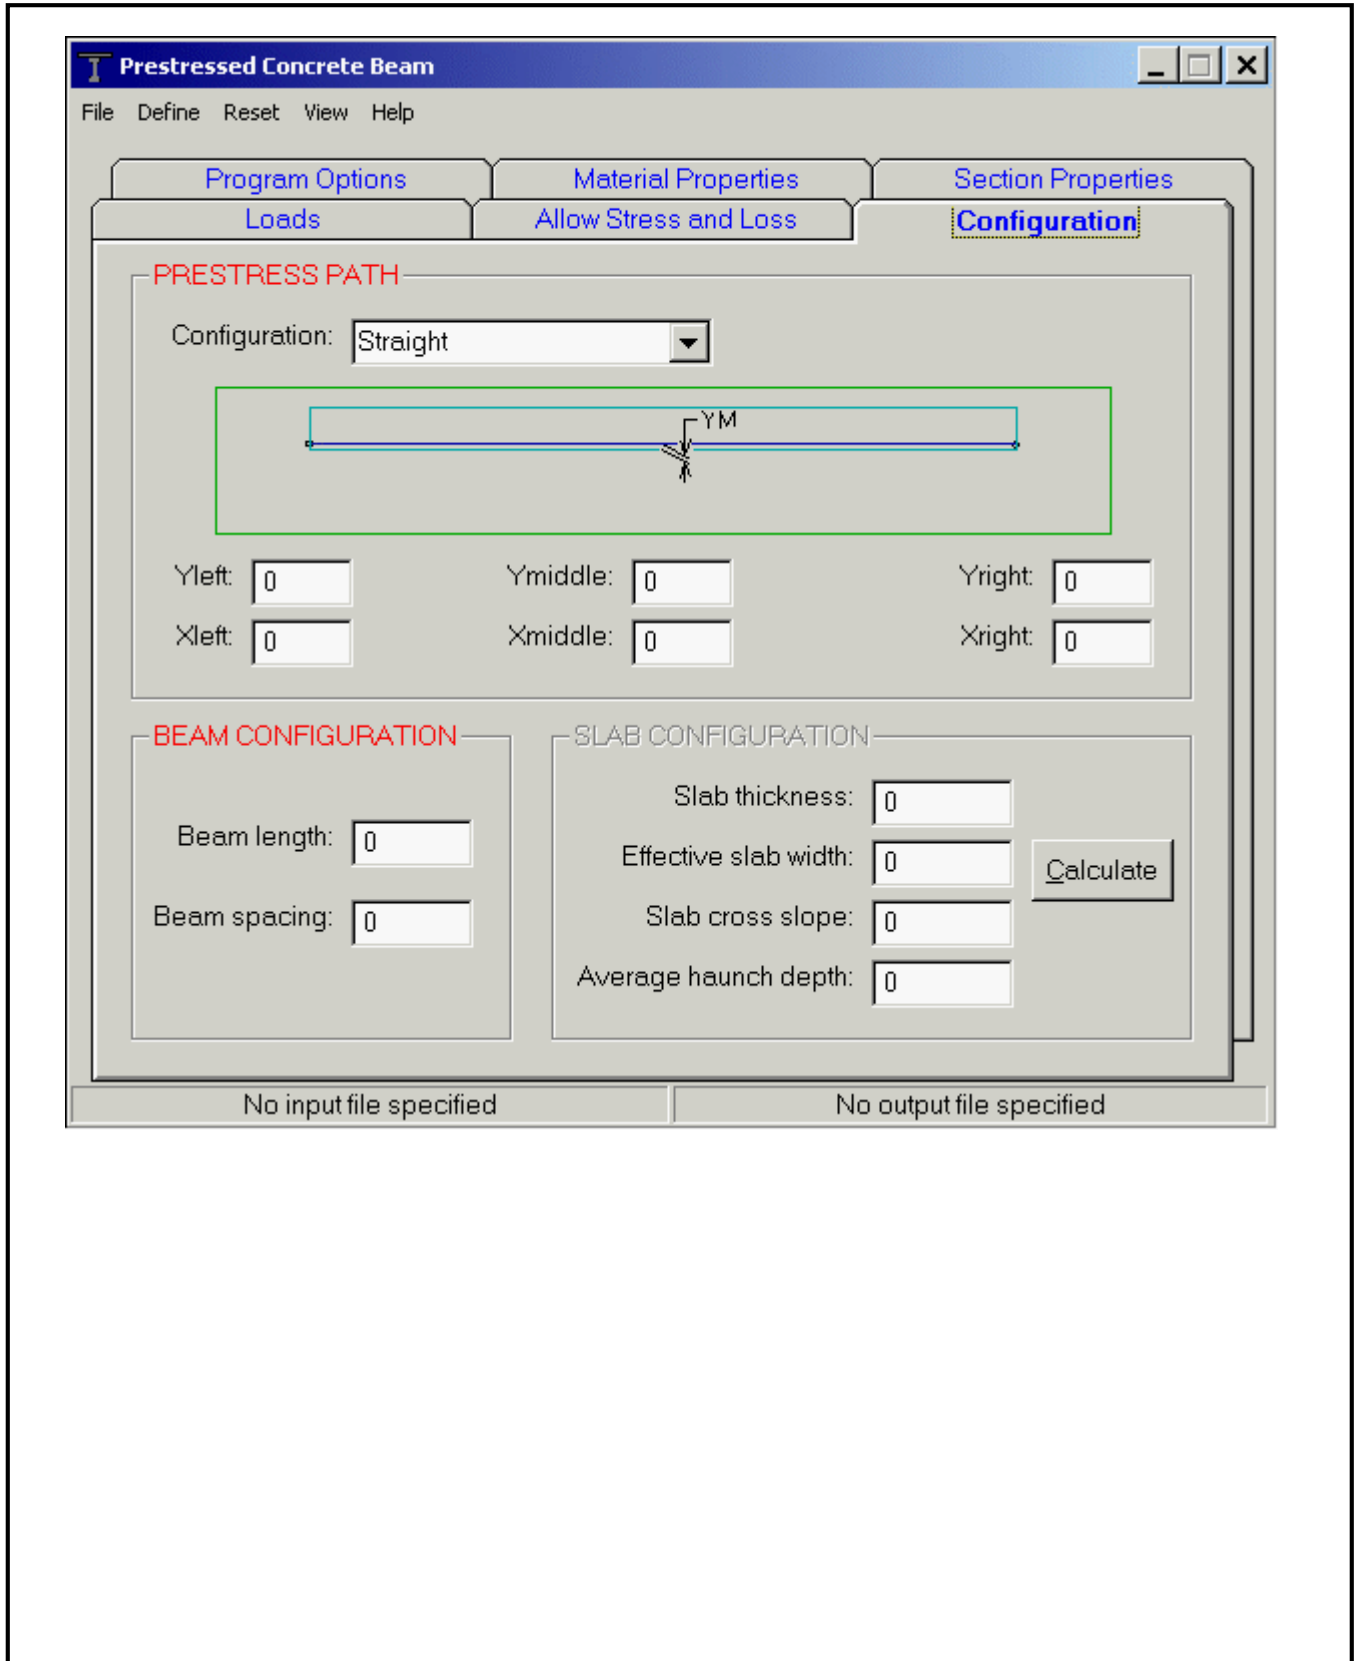 Prestressed Concrete Beam
File Define Reset View Help
Program Options Material Properties Section Properties
Loads Allow Stress and Loss Configuration
PRESTRESS PATH
Configuration: Straight
YM
Yleft: 0 Ymiddle: 0 Yright: 0
Xleft: 0 Xmiddle: 0 Xright: 0
BEAM CONFIGURATION
Beam length: 0
Beam spacing: 0
SLAB CONFIGURATION
Slab thickness: 0
Effective slab width: 0
Calculate
Slab cross slope: 0
Average haunch depth: 0
No input file specified No output file specified